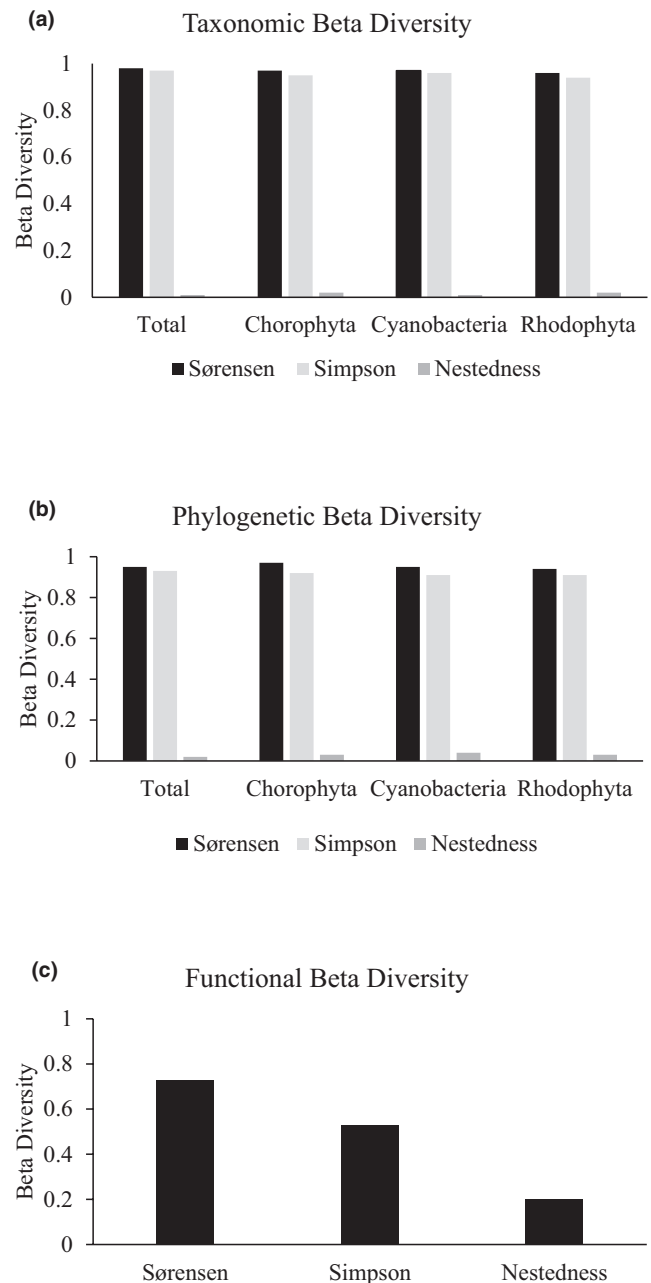 (a)
Taxonomic Beta Diversity
Beta Diversity
1
0.8
0.6
0.4
0.2
0
Total Chorophyta Cyanobacteria Rhodophyta
Sørensen Simpson Nestedness
(b)
Phylogenetic Beta Diversity
Beta Diversity
1
0.8
0.6
0.4
0.2
0
Total Chorophyta Cyanobacteria Rhodophyta
Sørensen Simpson Nestedness
(c)
Functional Beta Diversity
Beta Diversity
1
0.8
0.6
0.4
0.2
0
Sørensen Simpson Nestedness